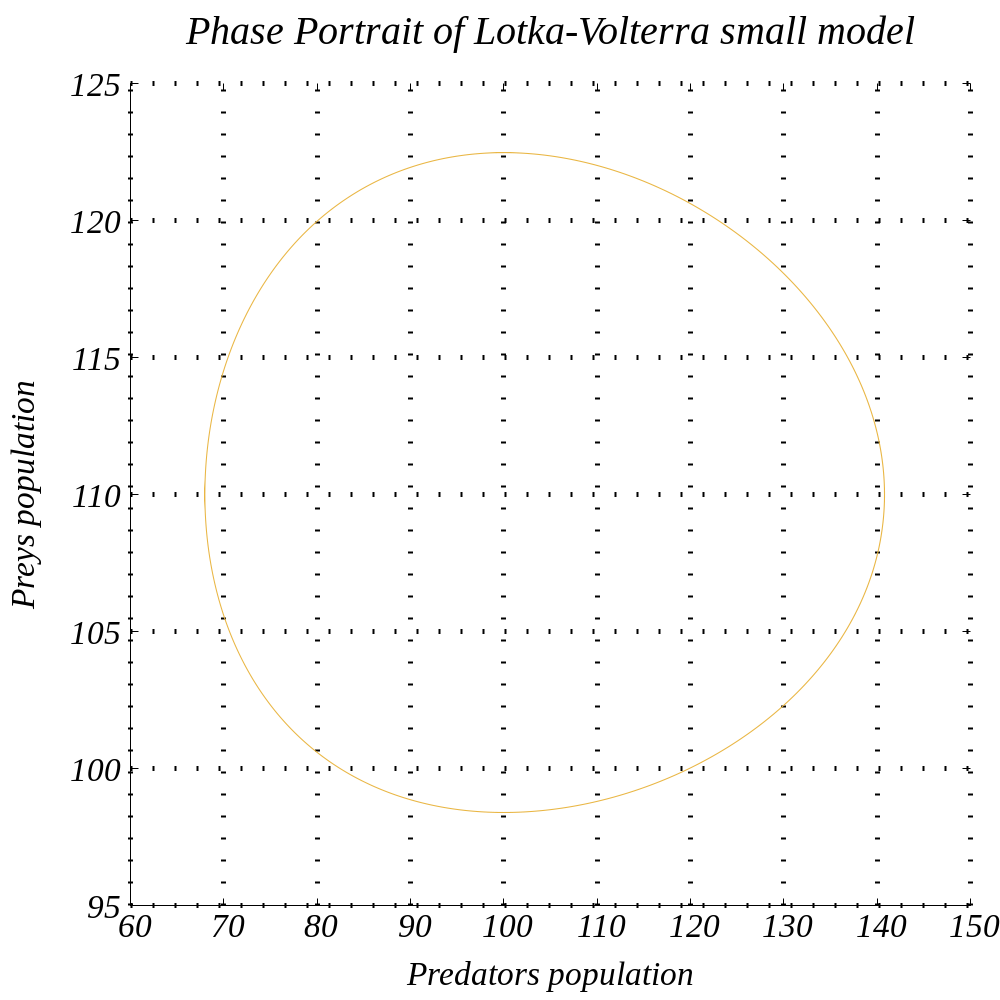 Phase Portrait of Lotka-Volterra small model
125
120
115
110
105
100
95
Preys population
60 70 80 90 100 110 120 130 140 150
Predators population